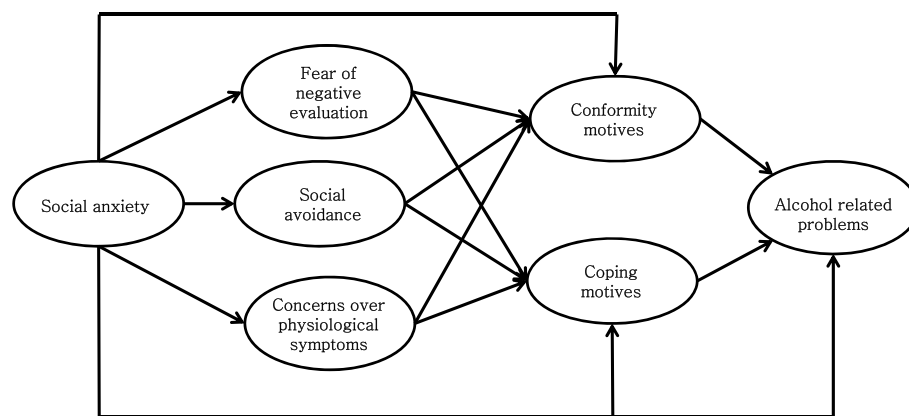 Fear of
negative
evaluation
Conformity
motives
Social anxiety
Social
avoidance
Alcohol related
problems
Concerns over
physiological
symptoms
Coping
motives